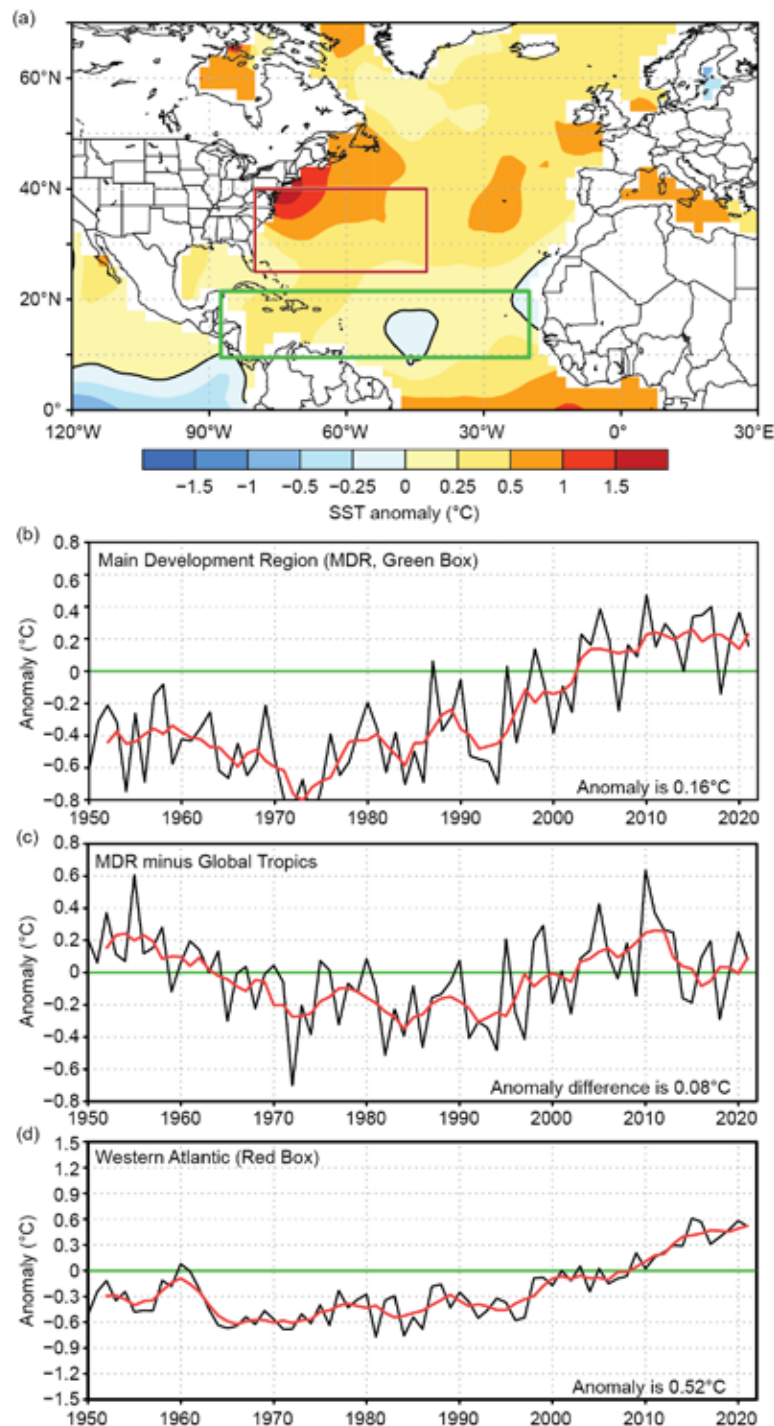 (a)
60°N
40°N
20°N
0°
120°W 90°W 60°W 30°W 0° 30°E
−1.5 −1 −0.5 −0.25 0 0.25 0.5 1 1.5
SST anomaly (°C)
(b)
Main Development Region (MDR, Green Box)
0.8
0.6
0.4
0.2
0
−0.2
−0.4
−0.6
−0.8
Anomaly (°C)
Anomaly is 0.16°C
1950 1960 1970 1980 1990 2000 2010 2020
(c)
MDR minus Global Tropics
0.8
0.6
0.4
0.2
0
−0.2
−0.4
−0.6
−0.8
Anomaly (°C)
Anomaly difference is 0.08°C
1950 1960 1970 1980 1990 2000 2010 2020
(d)
Western Atlantic (Red Box)
1.5
1.2
0.9
0.6
0.3
0
−0.3
−0.6
−0.9
−1.2
−1.5
Anomaly (°C)
Anomaly is 0.52°C
1950 1960 1970 1980 1990 2000 2010 2020